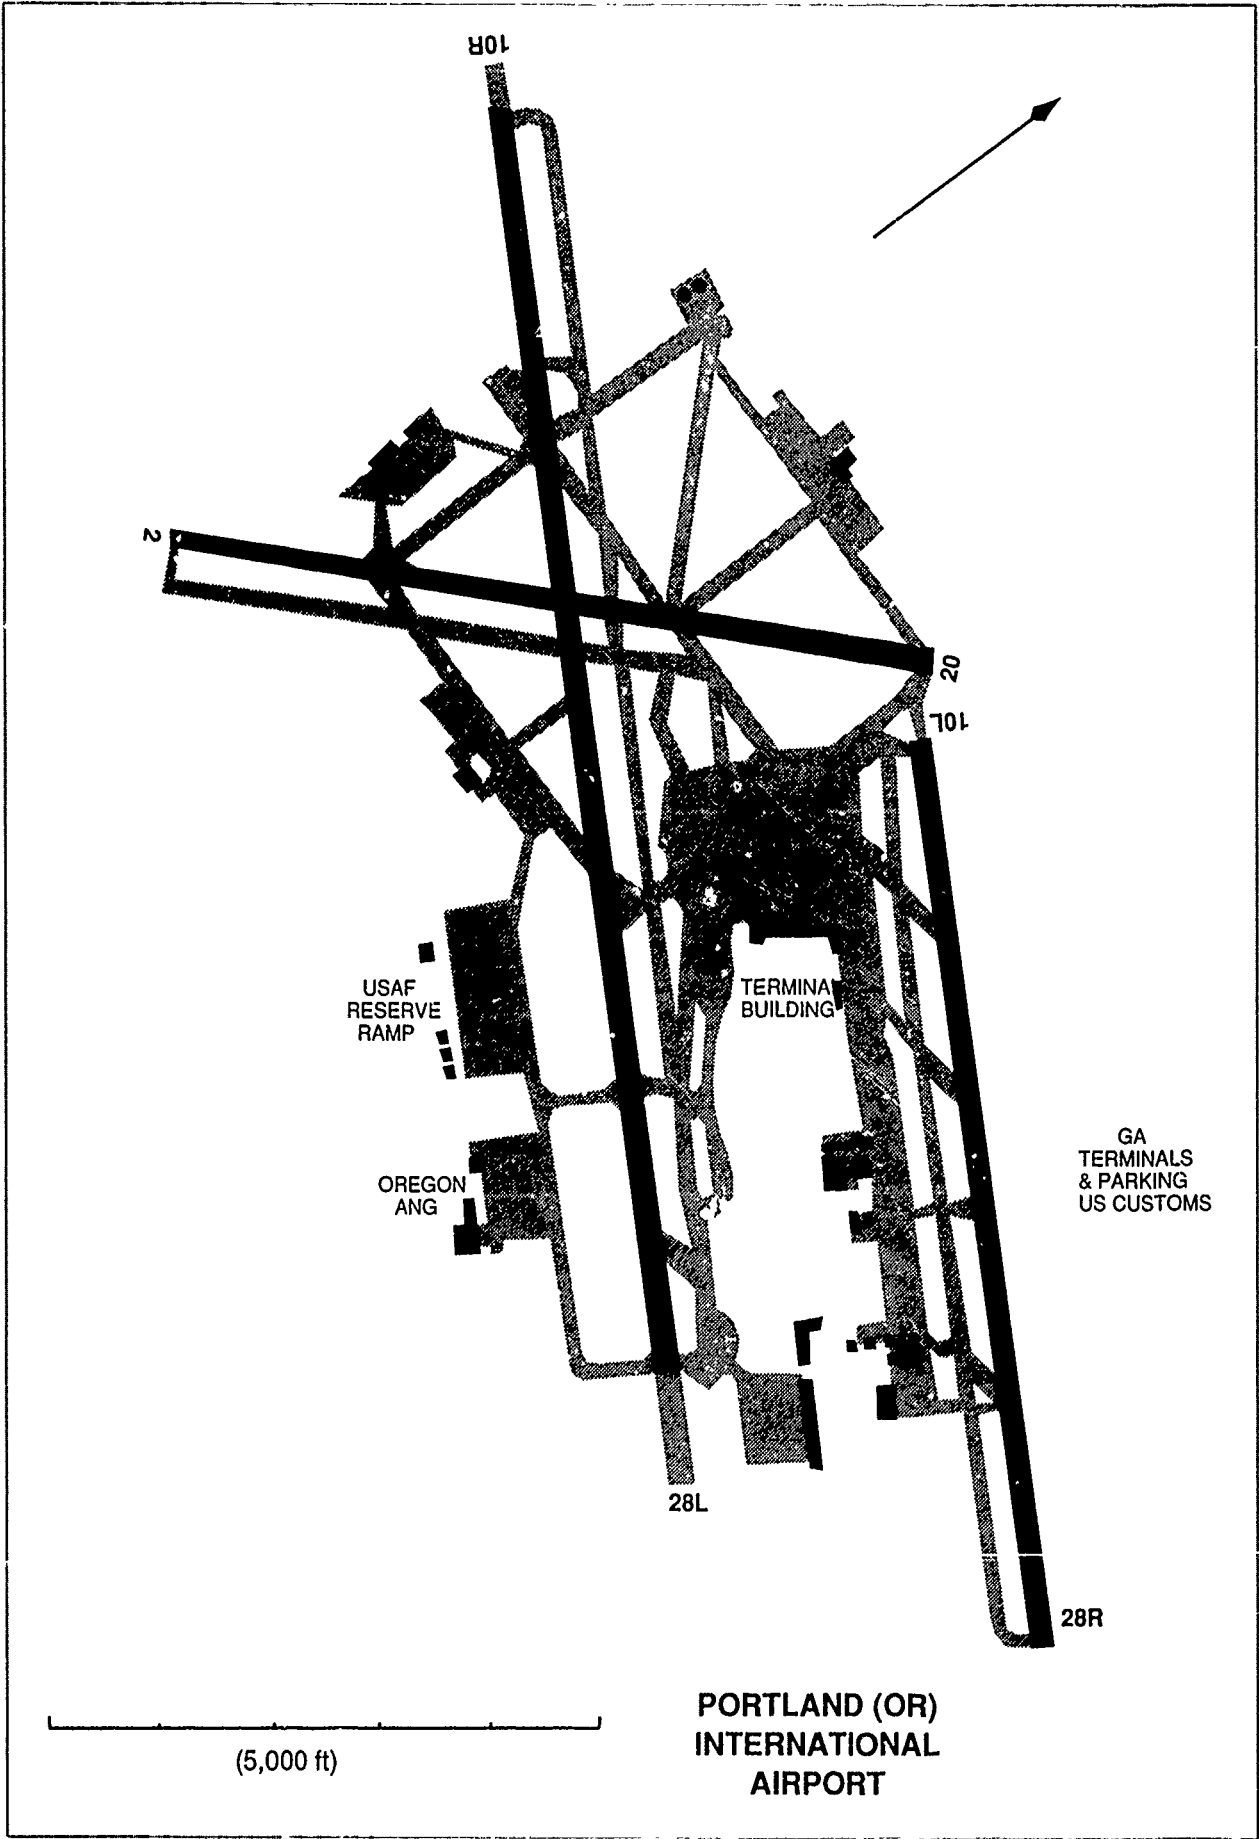 10R
2
20
10L
USAF
RESERVE
RAMP
TERMINAL
BUILDING
GA
TERMINALS
& PARKING
US CUSTOMS
OREGON
ANG
28L
28R
(5,000 ft)
PORTLAND (OR)
INTERNATIONAL
AIRPORT